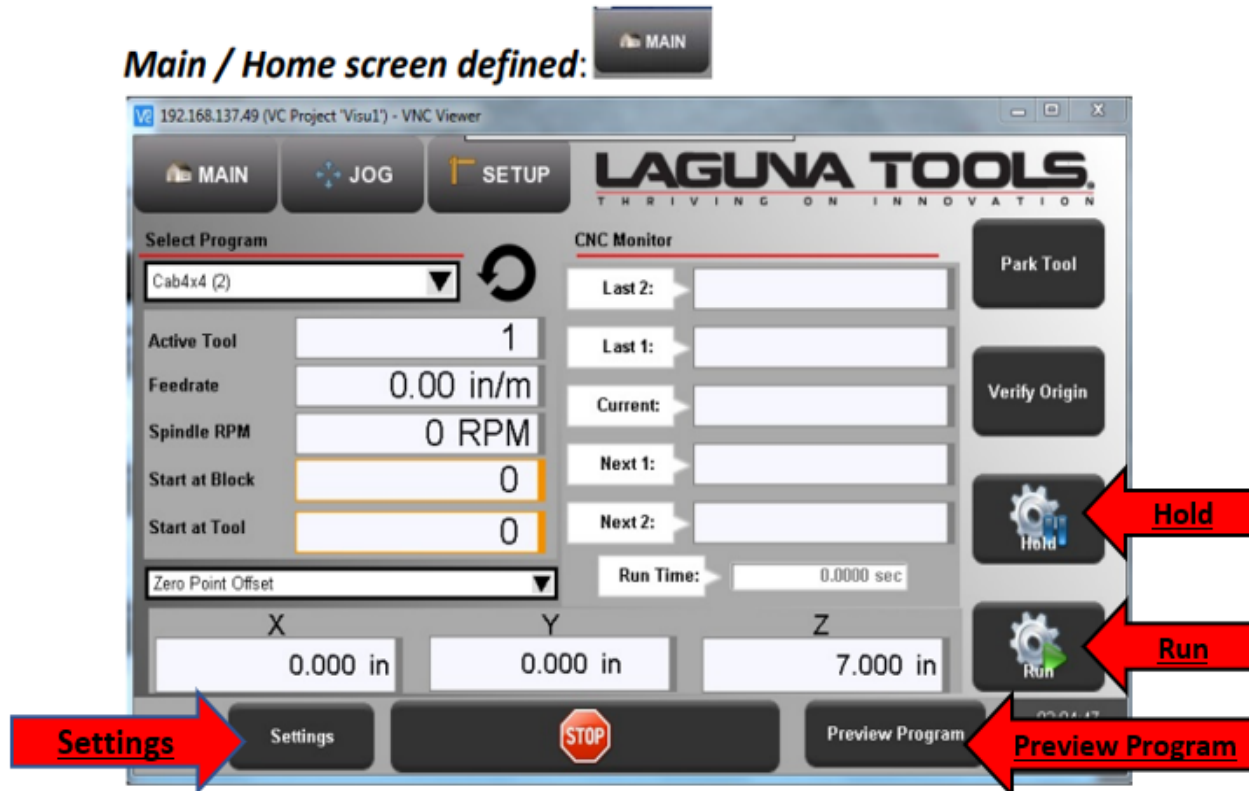 Main / Home screen defined: MAIN
192.168.137.49 (VC Project 'Visu1') - VNC Viewer
MAIN
JOG
SETUP
LAGUNA TOOLS.
THRIVING ON INNOVATION
Select Program
Cab4x4 (2)
Active Tool 1
Feedrate 0.00 in/m
Spindle RPM 0 RPM
Start at Block 0
Start at Tool 0
Zero Point Offset
CNC Monitor
Last 2:
Last 1:
Current:
Next 1:
Next 2:
Run Time: 0.0000 sec
X Y Z
0.000 in 0.000 in 7.000 in
Park Tool
Verify Origin
Hold
Hold
Run
Run
Settings
Settings
STOP
Preview Program
Preview Program